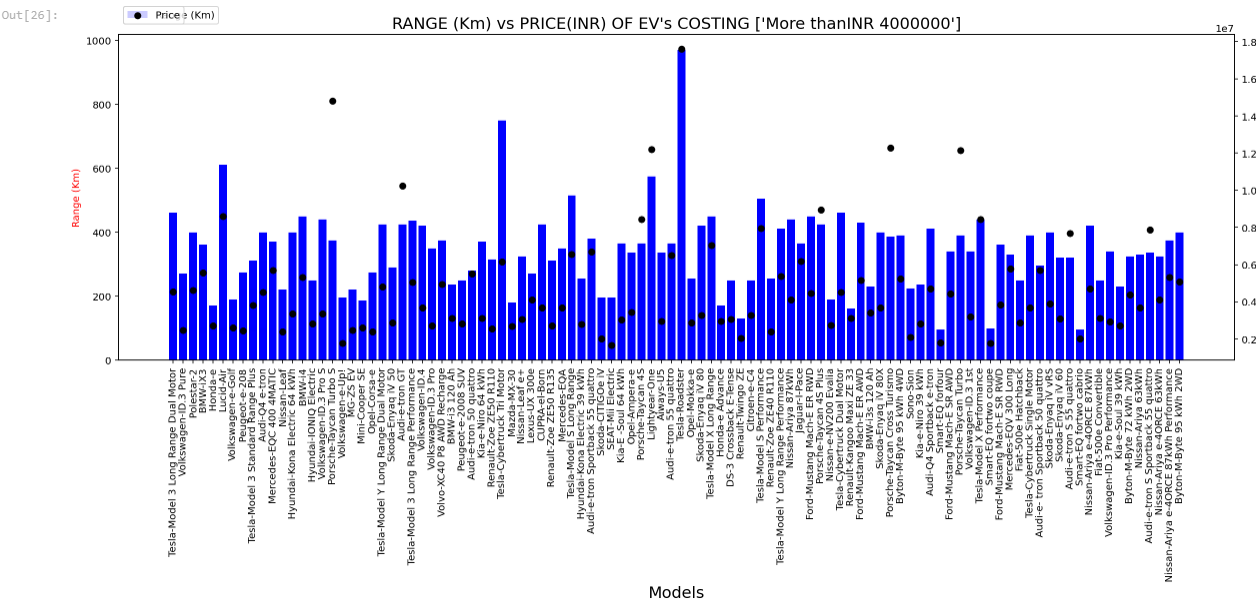 Out[26]:
Price e (Km)
RANGE (Km) vs PRICE(INR) OF EV's COSTING ['More thanINR 4000000']
1e7
1000
800
600
400
200
0
Range (Km)
1.8
1.6
1.4
1.2
1.0
0.8
0.6
0.4
0.2
Tesla-Model 3 Long Range Dual Motor
Volkswagen-ID.3 Pure
Polestar-2
BMW-iX3
Honda-e
Lucid-Air
Volkswagen-e-Golf
Peugeot-e-208
Tesla-Model 3 Standard Range Plus
Audi-Q4 e-tron
Mercedes-EQC 400 4MATIC
Nissan-Leaf
Hyundai-Kona Electric 64 kWh
BMW-i4
Hyundai-IONIQ Electric
Volkswagen-ID.3 Pro S
Porsche-Taycan Turbo S
Volkswagen-e-Up!
MG-ZS EV
Mini-Cooper SE
Opel-Corsa-e
Tesla-Model Y Long Range Dual Motor
Skoda-Enyaq iV 50
Audi-e-tron GT
Tesla-Model 3 Long Range Performance
Volkswagen-ID.4
Volkswagen-ID.3 Pro
Volvo-XC40 P8 AWD Recharge
BMW-i3 120 Ah
Peugeot-e-2008 SUV
Audi-e-tron 50 quattro
Kia-e-Niro 64 kWh
Renault-Zoe ZE50 R110
Tesla-Cybertruck Tri Motor
Mazda-MX-30
Nissan-Leaf e+
Lexus-UX 300e
CUPRA-el-Born
Renault-Zoe ZE50 R135
Mercedes-EQA
Tesla-Model S Long Range
Hyundai-Kona Electric 39 kWh
Audi-e-tron Sportback 55 quattro
Skoda-CITIGOe iV
SEAT-Mii Electric
Kia-e-Soul 64 kWh
Opel-Ampera-e
Porsche-Taycan 4S
Lightyear-One
Aiways-U5
Audi-e-tron 55 quattro
Tesla-Roadster
Opel-Mokka-e
Skoda-Enyaq iV 80
Tesla-Model X Long Range
Honda-e Advance
DS-3 Crossback E-Tense
Renault-Twingo ZE
Citroen-e-C4
Tesla-Model S Performance
Renault-Zoe ZE40 R110
Tesla-Model Y Long Range Performance
Nissan-Ariya 87kWh
Jaguar-I-Pace
Ford-Mustang Mach-E ER RWD
Porsche-Taycan 4S Plus
Nissan-e-NV200 Evalia
Tesla-Cybertruck Dual Motor
Renault-Kangoo Maxi ZE 33
Ford-Mustang Mach-E ER AWD
BMW-i3s 120 Ah
Skoda-Enyaq iV 80X
Porsche-Taycan Cross Turismo
Byton-M-Byte 95 kWh 4WD
Sono-Sion
Kia-e-Niro 39 kWh
Audi-Q4 Sportback e-tron
Smart-EQ forfour
Ford-Mustang Mach-E SR AWD
Porsche-Taycan Turbo
Volkswagen-ID.3 1st
Tesla-Model X Performance
Smart-EQ fortwo coupe
Ford-Mustang Mach-E SR RWD
Mercedes-EQV 300 Long
Fiat-500e Hatchback
Tesla-Cybertruck Single Motor
Audi-e-tron Sportback 50 quattro
Skoda-Enyaq iV vRS
Skoda-Enyaq iV 60
Audi-e-tron S 55 quattro
Smart-EQ fortwo cabrio
Nissan-Ariya e-4ORCE 87kWh
Fiat-500e Convertible
Volkswagen-ID.3 Pro Performance
Kia-e-Soul 39 kWh
Byton-M-Byte 72 kWh 2WD
Nissan-Ariya 63kWh
Audi-e-tron S Sportback 55 quattro
Nissan-Ariya e-4ORCE 63kWh
Nissan-Ariya e-4ORCE 87kWh Performance
Byton-M-Byte 95 kWh 2WD
Models